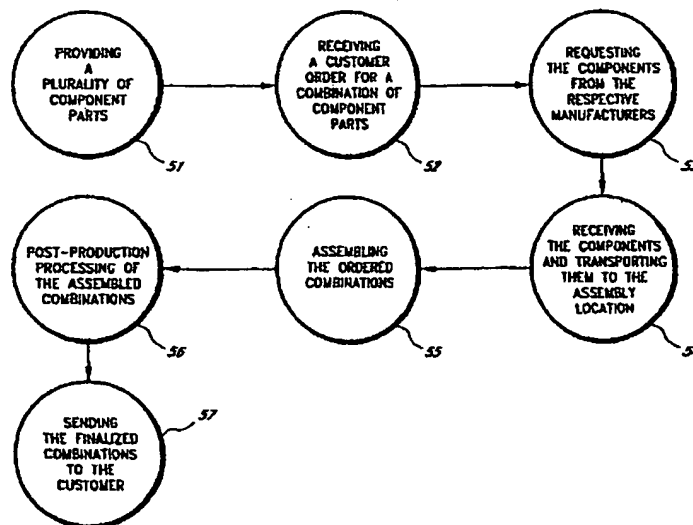 PROVIDING
A
PLURALITY OF
COMPONENT
PARTS
51
RECEIVING
A CUSTOMER
ORDER FOR A
COMBINATION OF
COMPONENT
PARTS
52
REQUESTING
THE COMPONENTS
FROM THE
RESPECTIVE
MANUFACTURERS
RECEIVING
THE COMPONENTS
AND TRANSPORTING
THEM TO THE
ASSEMBLY
LOCATION
ASSEMBLING
THE ORDERED
COMBINATIONS
55
POST-PRODUCTION
PROCESSING OF
THE ASSEMBLED
COMBINATIONS
56
SENDING
THE FINALIZED
COMBINATIONS
TO THE
CUSTOMER
57